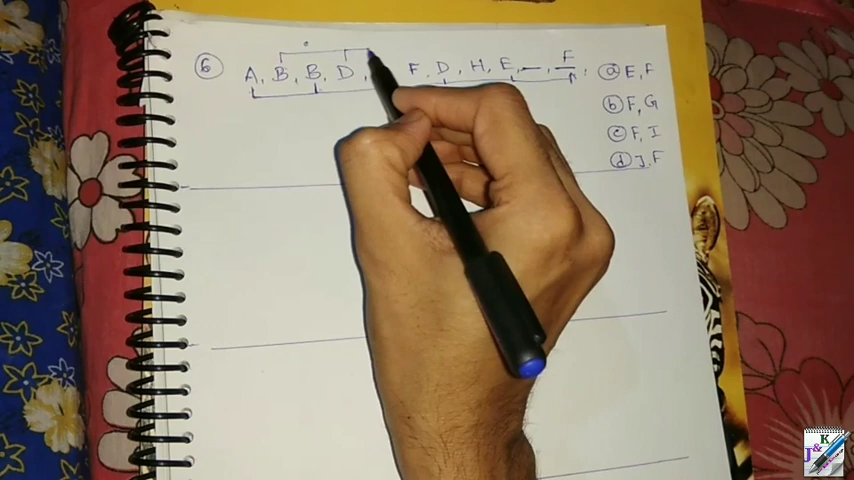 6 A, B, B, D, F, D, H, E, —, F : a E, F
b F, G
c F, I
d J, F
J & K